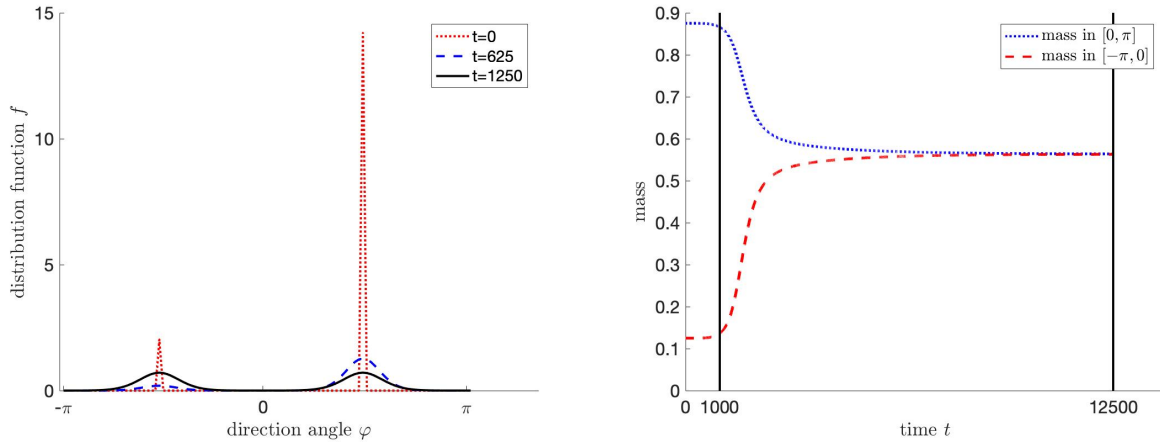 15
10
5
0
distribution function f
-π
0
π
direction angle φ
t=0
t=625
t=1250
0.9
0.8
0.7
0.6
0.5
0.4
0.3
0.2
0.1
0
mass
0 1000
12500
time t
mass in [0, π]
mass in [−π, 0]